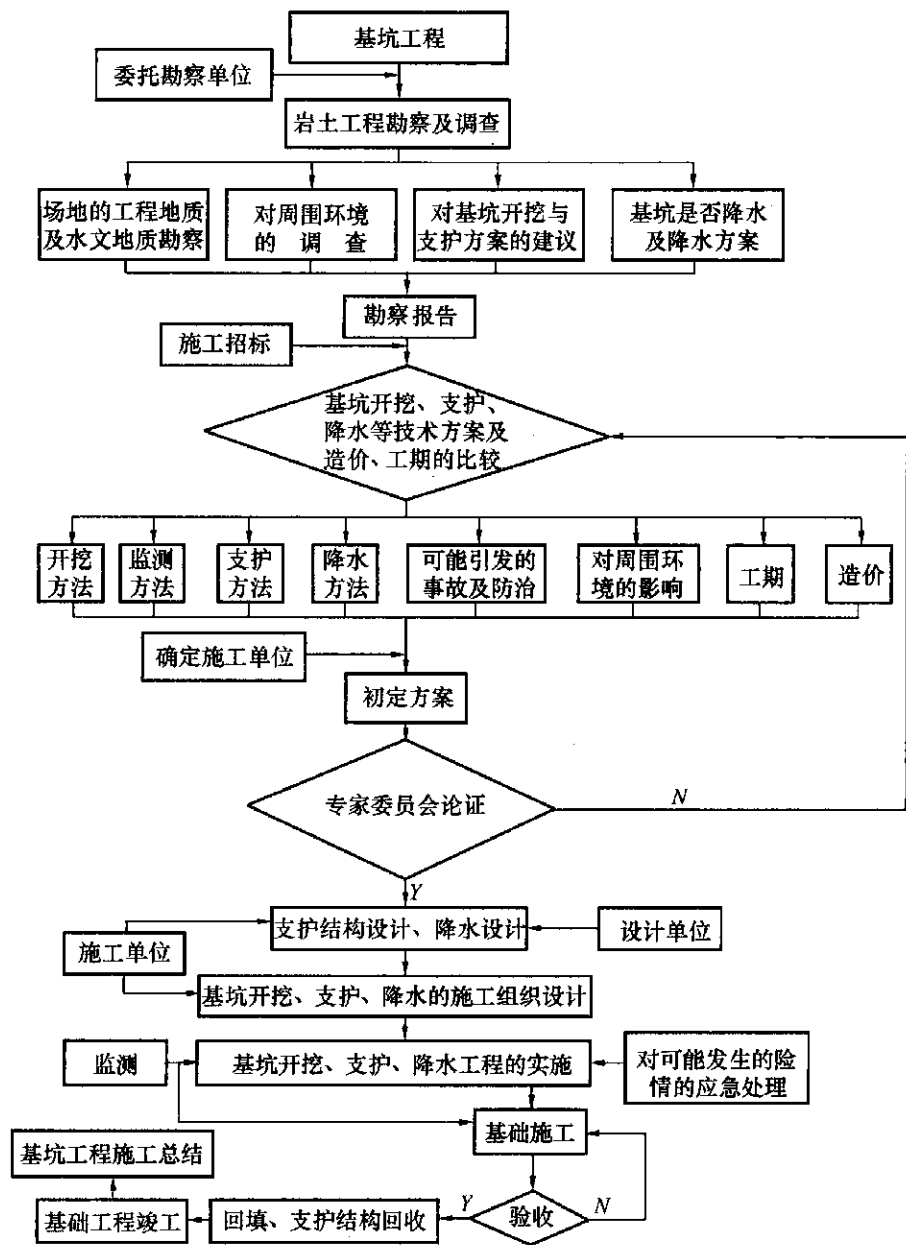 基坑工程
委托勘察单位
岩土工程勘察及调查
场地的工程地质
及水文地质勘察
对周围环境
的调查
对基坑开挖与
支护方案的建议
基坑是否降水
及降水方案
勘察报告
施工招标
基坑开挖、支护、
降水等技术方案及
造价、工期的比较
开挖
方法
监测
方法
支护
方法
降水
方法
可能引发的
事故及防治
对周围环
境的影响
工期
造价
确定施工单位
初定方案
专家委员会论证
N
Y
支护结构设计、降水设计
设计单位
施工单位
基坑开挖、支护、降水的施工组织设计
监测
基坑开挖、支护、降水工程的实施
对可能发生的险
情的应急处理
基础施工
基坑工程施工总结
基础工程竣工
回填、支护结构回收
Y
验收
N